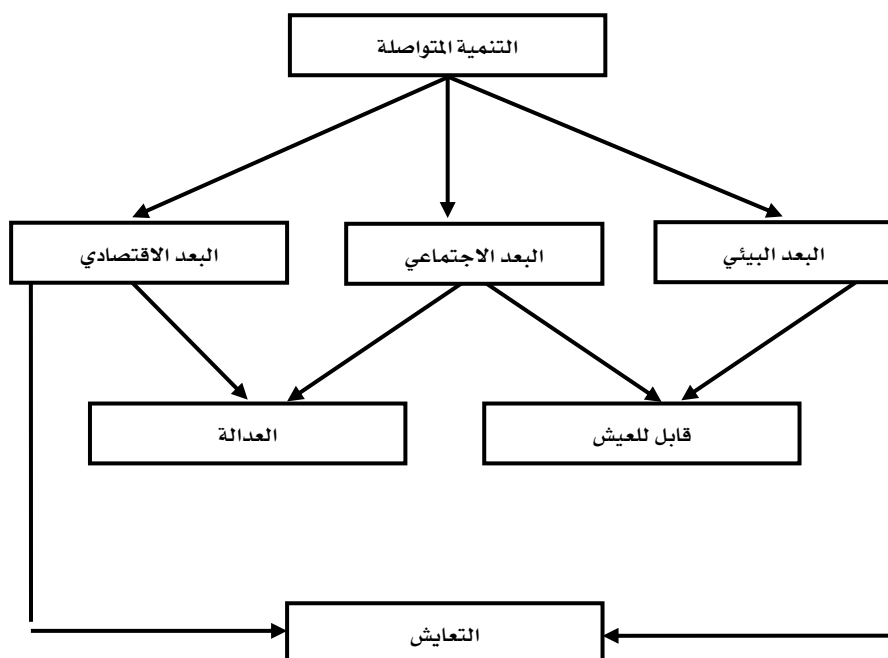 التنمية المتواصلة
البعد البيئي
البعد الاجتماعي
البعد الاقتصادي
قابل للعيش
العدالة
التعايش